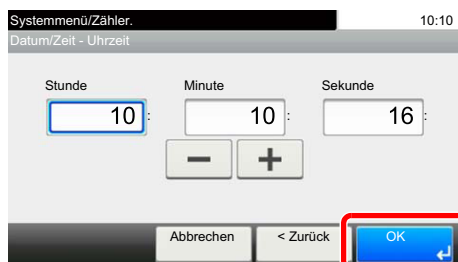 Systemmenü/Zähler. 10:10
Datum/Zeit - Uhrzeit
Stunde Minute Sekunde
10 : 10 : 16 :
− +
Abbrechen < Zurück OK